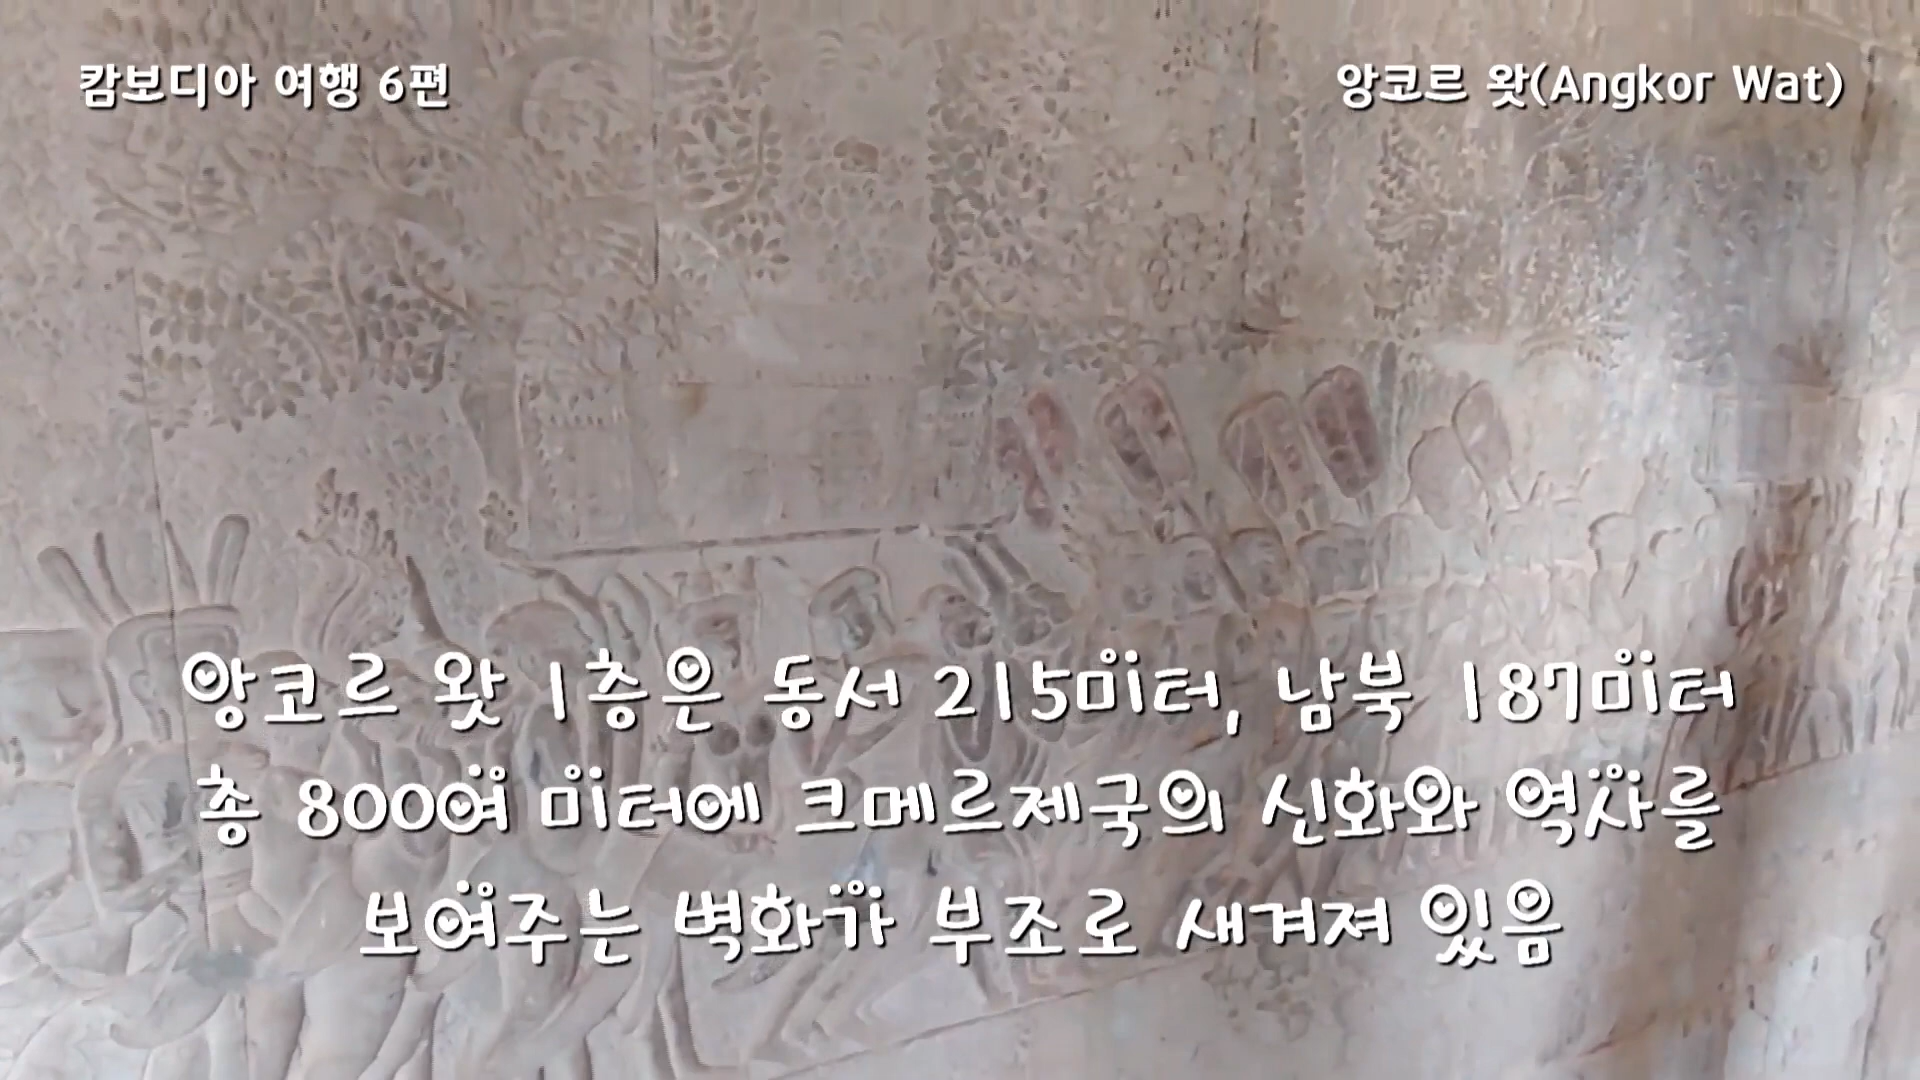 캄보디아 여행 6편
앙코르 왓(Angkor Wat)
앙코르 왓 1층은 동서 215미터, 남북 187미터
총 800여 미터에 크메르제국의 신화와 역사를
보여주는 벽화가 부조로 새겨져 있음